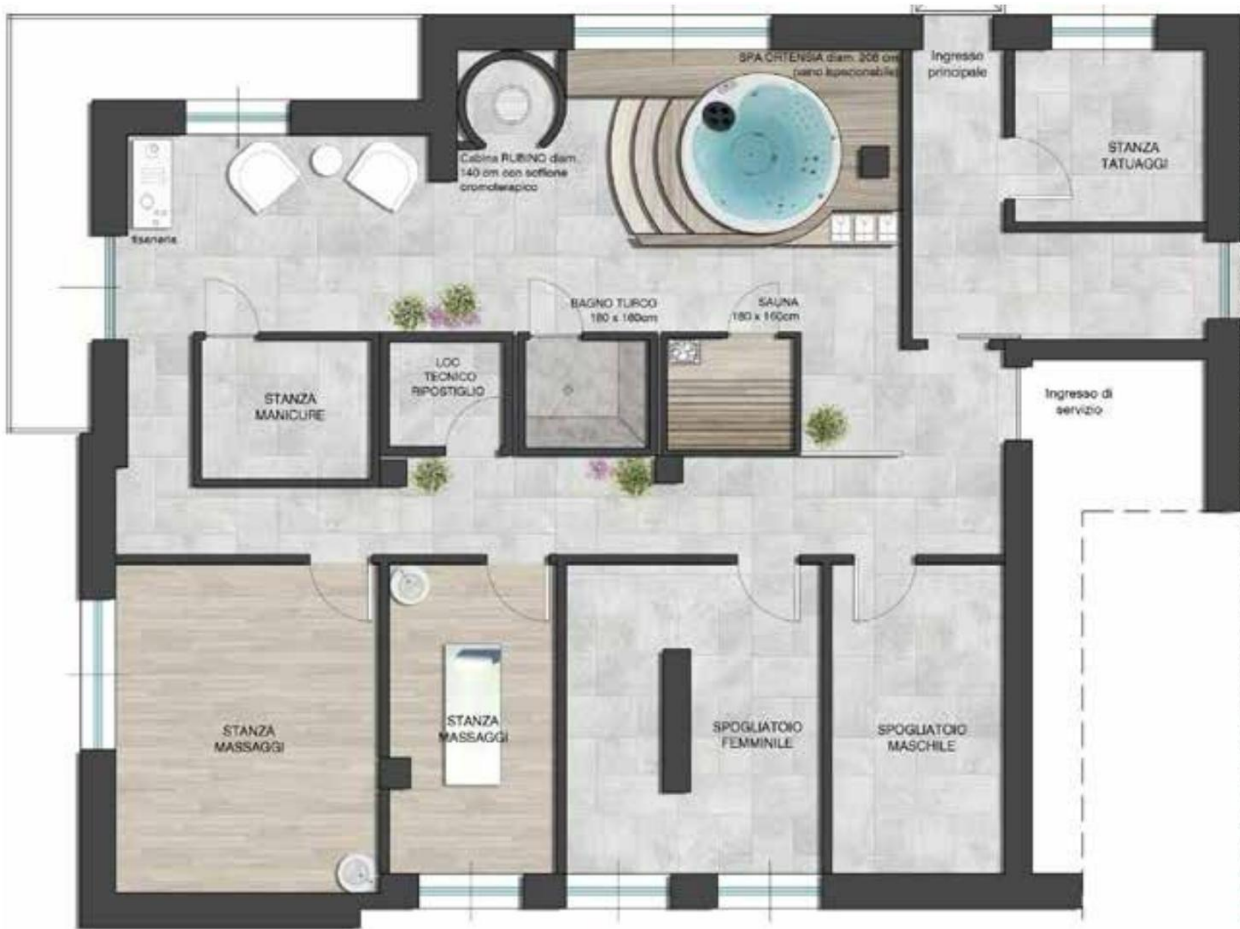 SPA ORTENSIA diam. 208 cm
(vano ispezionabile)
Ingresso
principale
STANZA
TATUAGGI
Cabina RUBINO diam.
140 cm con soffione
cromoterapico
tisaneria
BAGNO TURCO
180 x 180cm
SAUNA
180 x 160cm
LOC
TECNICO
RIPOSTIGLIO
STANZA
MANICURE
Ingresso di
servizio
STANZA
MASSAGGI
STANZA
MASSAGGI
SPOGLIATOIO
FEMMINILE
SPOGLIATOIO
MASCHILE